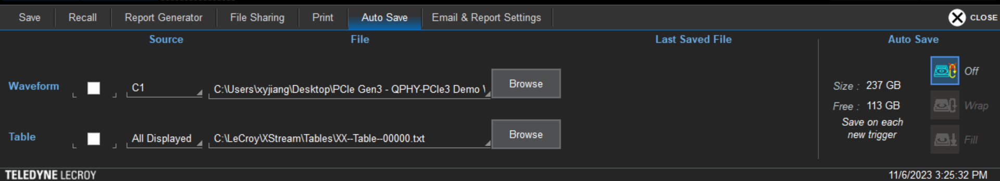 Save Recall Report Generator File Sharing Print Auto Save Email & Report Settings CLOSE
Source File Last Saved File Auto Save
Off
Waveform C1 C:\Users\xyjiang\Desktop\PCIe Gen3 - QPHY-PCIe3 Demo \ Browse
Size : 237 GB
Free : 113 GB Wrap
Save on each
new trigger
Table All Displayed C:\LeCroy\XStream\Tables\XX--Table--00000.txt Browse
Fill
TELEDYNE LECROY 11/6/2023 3:25:32 PM